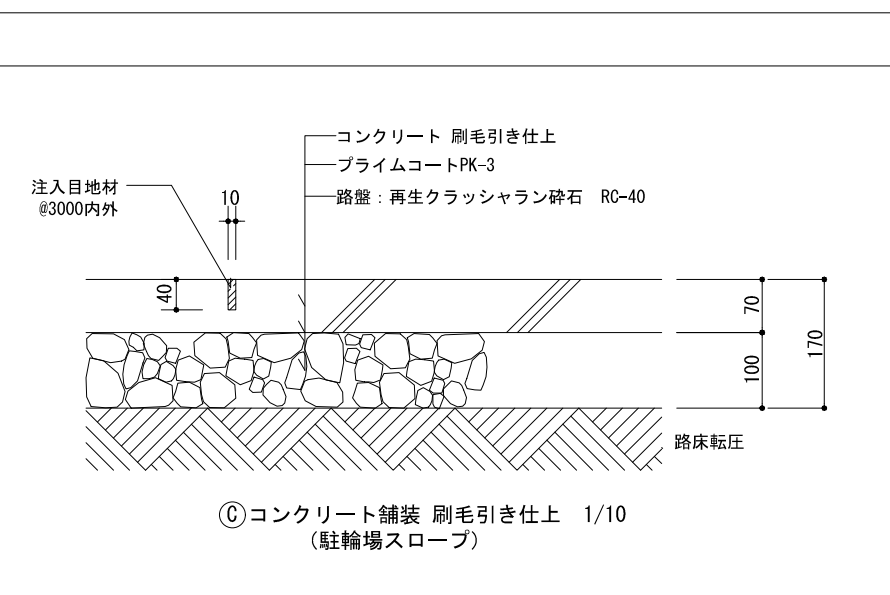 コンクリート 刷毛引き仕上
プライムコートPK-3
路盤：再生クラッシャラン砕石 RC-40
注入目地材
@3000内外
10
40
70
100
170
路床転圧
Ⓒコンクリート舗装 刷毛引き仕上 1/10
(駐輪場スロープ)